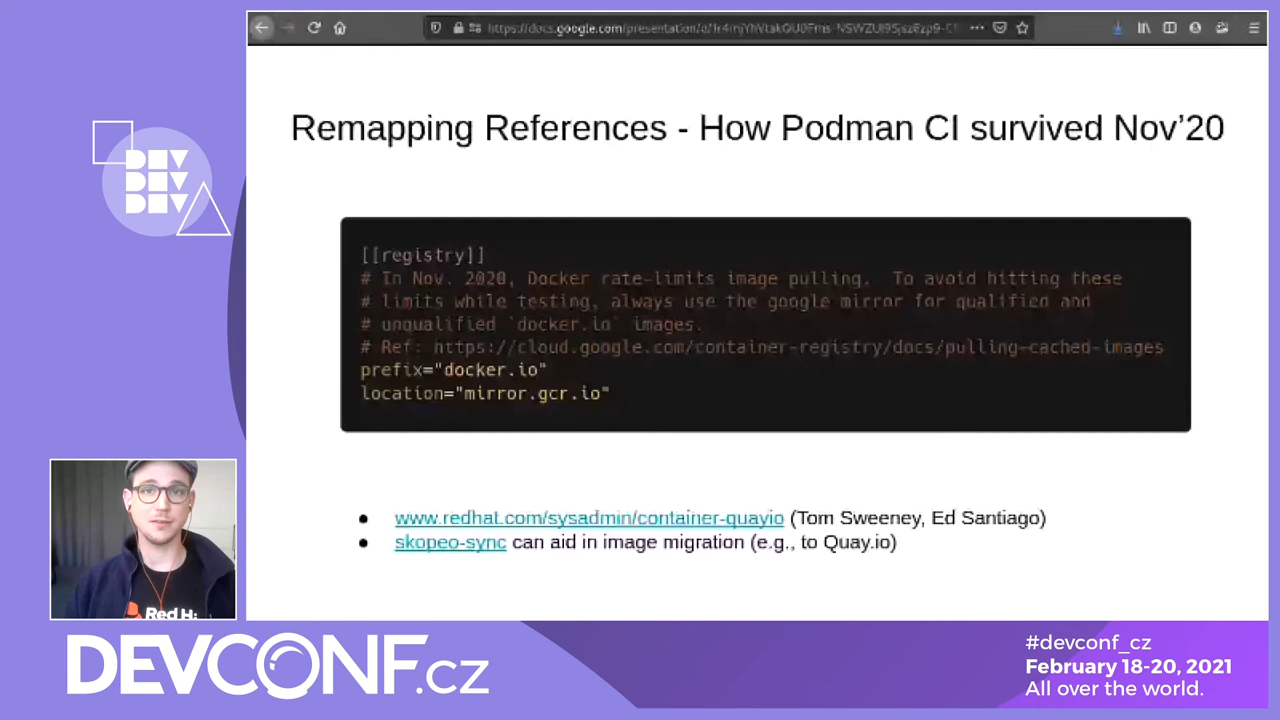 Remapping References - How Podman CI survived Nov’20
DEV
DEV
DEV
[[registry]]
# In Nov. 2020, Docker rate-limits image pulling.  To avoid hitting these
# limits while testing, always use the google mirror for qualified and
# unqualified `docker.io` images.
# Ref: https://cloud.google.com/container-registry/docs/pulling-cached-images
prefix="docker.io"
location="mirror.gcr.io"
www.redhat.com/sysadmin/container-quayio (Tom Sweeney, Ed Santiago)
skopeo-sync can aid in image migration (e.g., to Quay.io)
Red
DEVCONF.cz
#devconf_cz
February 18-20, 2021
All over the world.